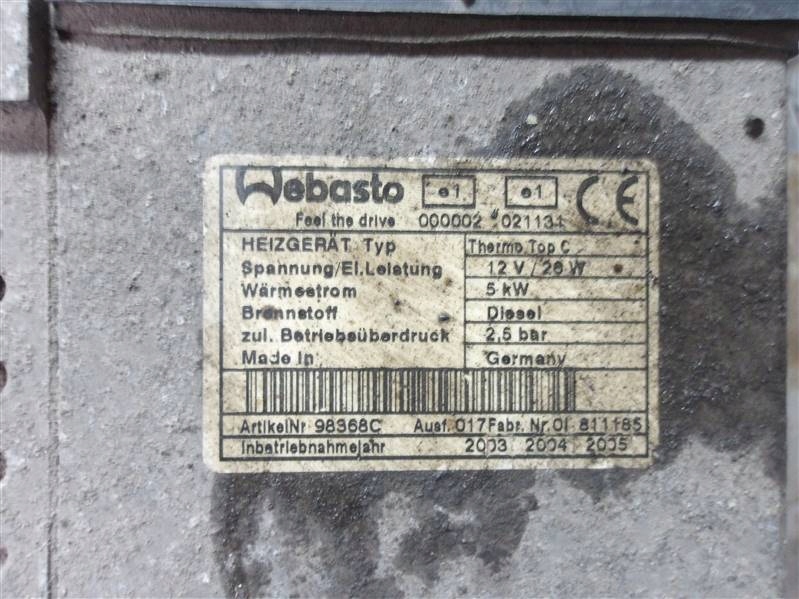 Webasto e1 e1 CE
Feel the drive 000002 021131
HEIZGERÄT Typ Thermo Top C
Spannung/El.Leistung 12 V / 26 W
Wärmestrom 5 kW
Brennstoff Diesel
zul. Betriebsüberdruck 2,5 bar
Made in Germany
ArtikelNr 98368C Ausf. 017 Fabr. Nr. 01 811185
Inbetriebnahmejahr 2003 2004 2005